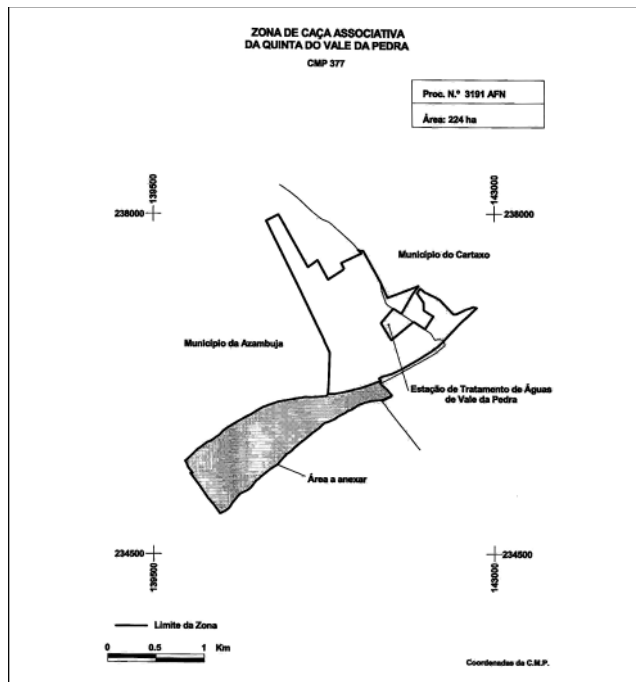 ZONA DE CAÇA ASSOCIATIVA
DA QUINTA DO VALE DA PEDRA
CMP 377
Proc. N.º 3191 AFN
Área: 224 ha
139500
143000
238000
238000
Município do Cartaxo
Município da Azambuja
Estação de Tratamento de Águas
de Vale da Pedra
Área a anexar
234500
234500
139500
143000
Limite da Zona
0 0.5 1 Km
Coordenadas da C.M.P.